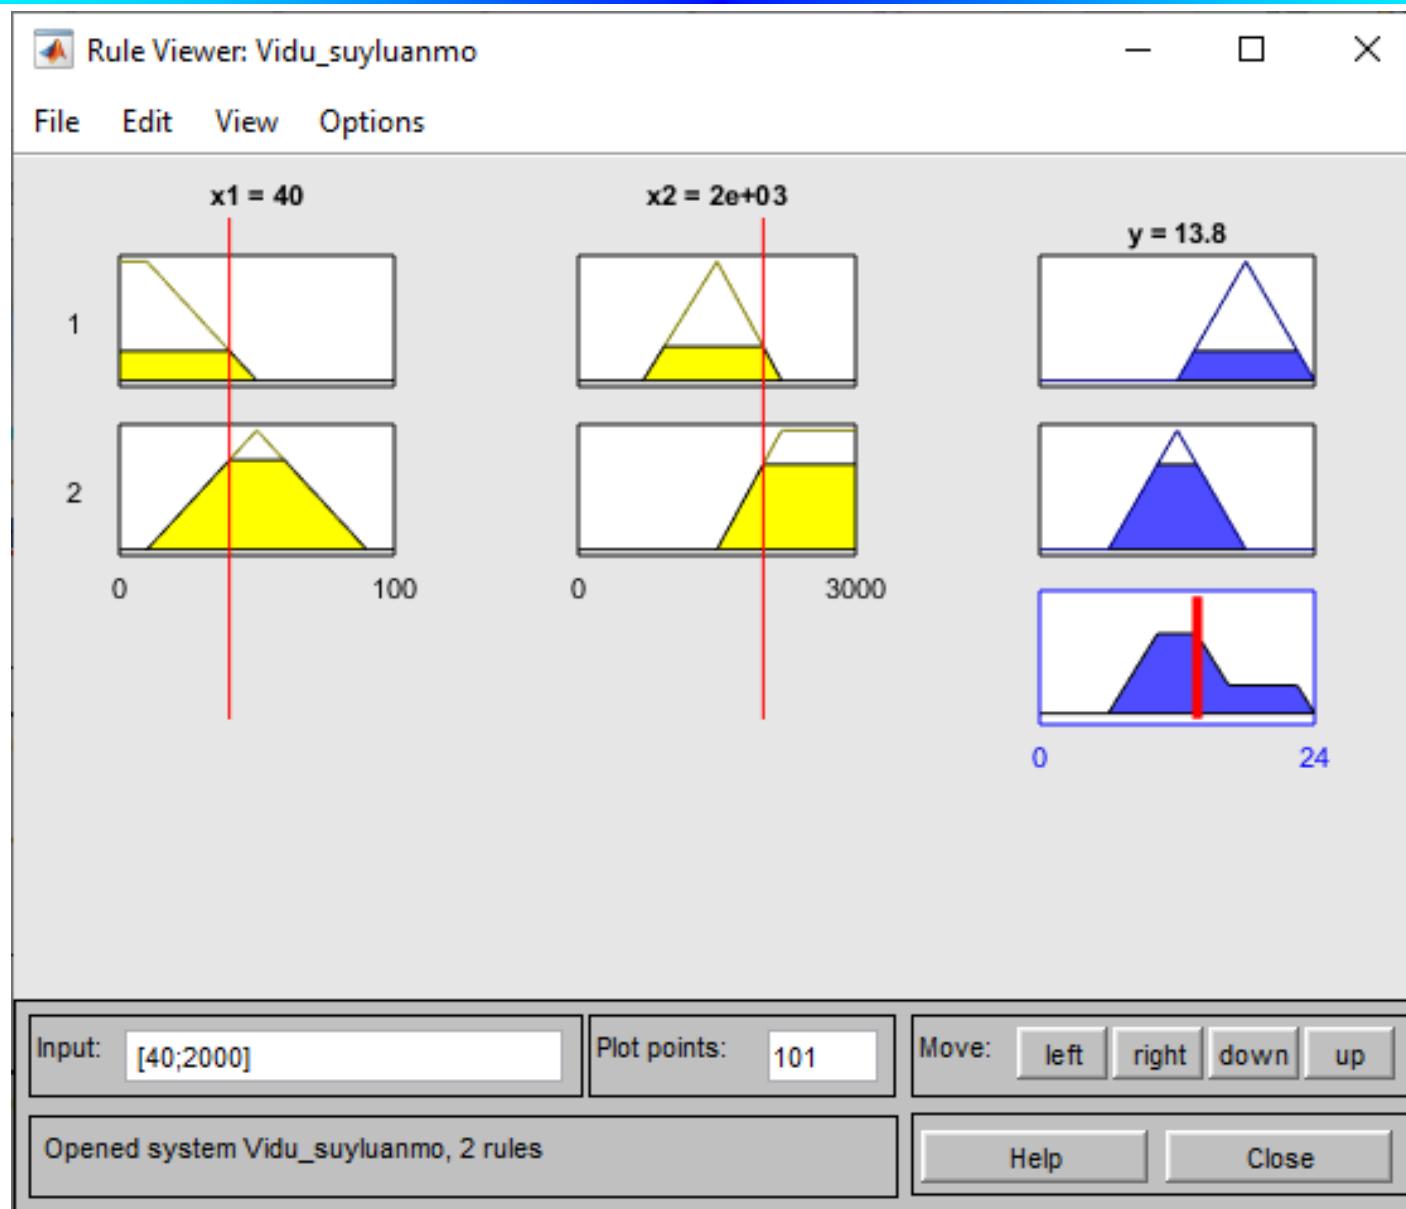 Rule Viewer: Vidu_suyluanmo
File Edit View Options
x1 = 40
x2 = 2e+03
y = 13.8
1
2
0
100
0
3000
0
24
Input: [40;2000]
Plot points: 101
Move: left right down up
Opened system Vidu_suyluanmo, 2 rules
Help Close